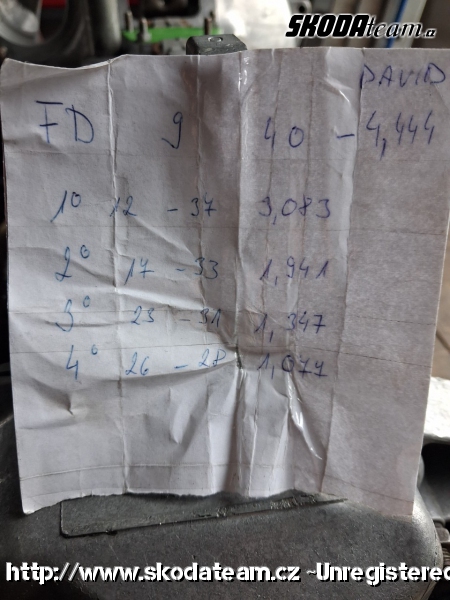 ŠKODAteam.cz
DAVID
FD 9 40 - 4,444
1° 12 - 37 3,083
2° 17 - 33 1,941
3° 23 - 31 1,347
4° 26 - 28 1,077
http://www.skodateam.cz ~Unregistered